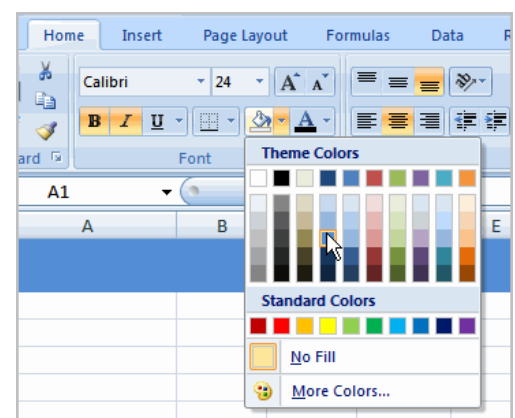 Home Insert Page Layout Formulas Data
Calibri 24 A A
B I U A
ard Font
Theme Colors
A1
A B E
Standard Colors
No Fill
More Colors...